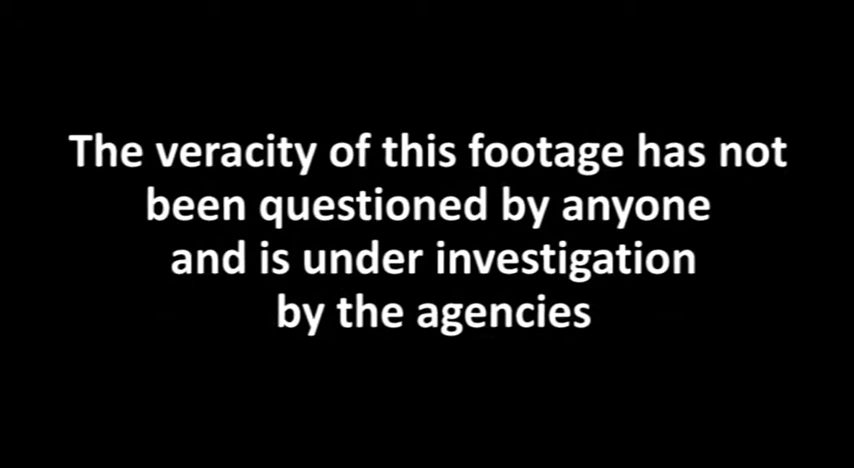 The veracity of this footage has not
been questioned by anyone
and is under investigation
by the agencies